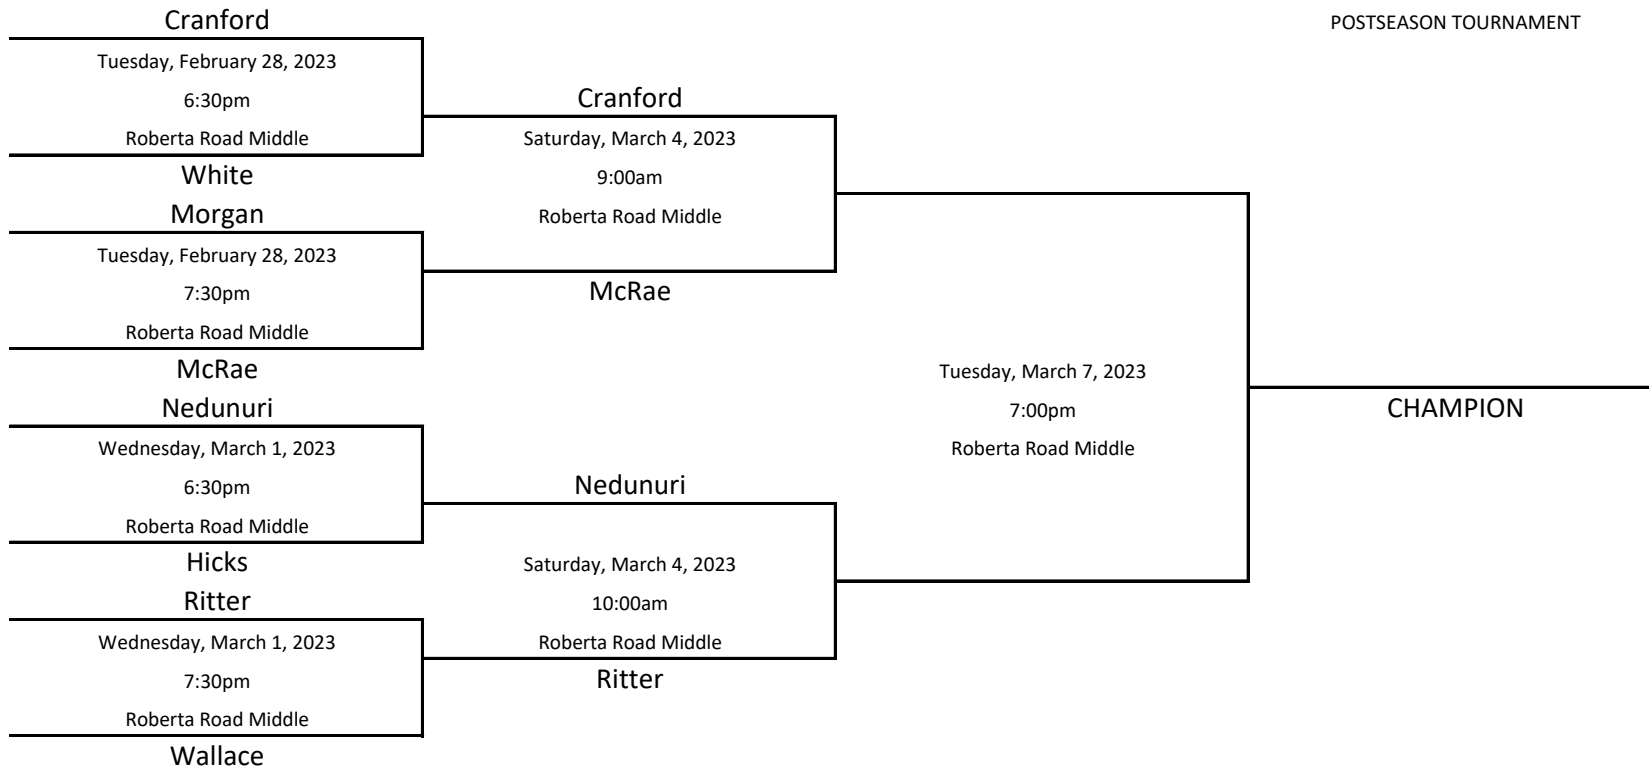 Cranford
POSTSEASON TOURNAMENT
Tuesday, February 28, 2023
6:30pm
Roberta Road Middle
White
Morgan
Tuesday, February 28, 2023
7:30pm
Roberta Road Middle
McRae
Nedunuri
Wednesday, March 1, 2023
6:30pm
Roberta Road Middle
Hicks
Ritter
Wednesday, March 1, 2023
7:30pm
Roberta Road Middle
Wallace
Cranford
Saturday, March 4, 2023
9:00am
Roberta Road Middle
McRae
Nedunuri
Saturday, March 4, 2023
10:00am
Roberta Road Middle
Ritter
Tuesday, March 7, 2023
7:00pm
Roberta Road Middle
CHAMPION